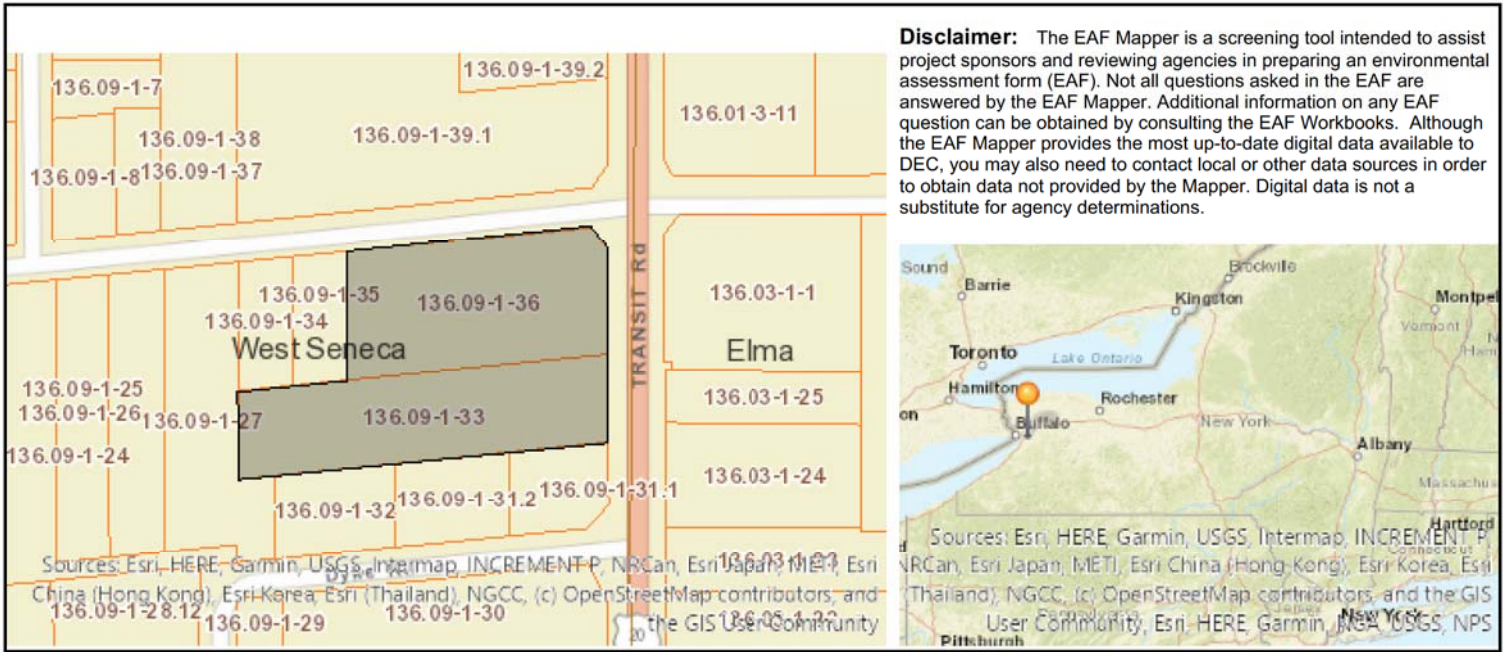 136.09-1-39.2
136.09-1-7
136.01-3-11
136.09-1-39.1
136.09-1-38
136.09-1-8
136.09-1-37
TRANSIT Rd
136.09-1-35
136.09-1-36
136.03-1-1
136.09-1-34
West Seneca
Elma
136.09-1-25
136.03-1-25
136.09-1-26
136.09-1-27
136.09-1-33
136.09-1-24
136.03-1-24
136.09-1-31.1
136.09-1-31.2
136.09-1-32
136.03-1-23
Sources: Esri, HERE, Garmin, USGS, Intermap, INCREMENT P, NRCan, Esri Japan, METI, Esri
China (Hong Kong), Esri Korea, Esri (Thailand), NGCC, (c) OpenStreetMap contributors, and
the GIS User Community
136.09-1-28.12
136.09-1-29
136.09-1-30
20
Disclaimer: The EAF Mapper is a screening tool intended to assist
project sponsors and reviewing agencies in preparing an environmental
assessment form (EAF). Not all questions asked in the EAF are
answered by the EAF Mapper. Additional information on any EAF
question can be obtained by consulting the EAF Workbooks. Although
the EAF Mapper provides the most up-to-date digital data available to
DEC, you may also need to contact local or other data sources in order
to obtain data not provided by the Mapper. Digital data is not a
substitute for agency determinations.
Sound
Barrie
Brockville
Kingston
Montpel
Vermont
Toronto
Lake Ontario
Hamilton
Rochester
Buffalo
New York
Albany
Massachus
Hartford
Connecticut
Sources: Esri, HERE, Garmin, USGS, Intermap, INCREMENT P,
NRCan, Esri Japan, METI, Esri China (Hong Kong), Esri Korea, Esri
(Thailand), NGCC, (c) OpenStreetMap contributors, and the GIS
User Community, Esri, HERE, Garmin, NGA, USGS, NPS
Pennsylvania
New York
Pittsburgh